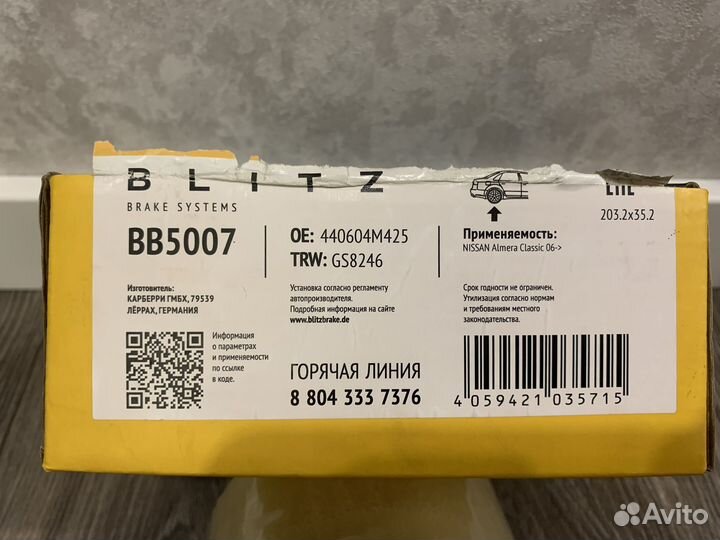 BLITZ
BRAKE SYSTEMS
BB5007
OE: 440604M425
TRW: GS8246
203.2x35.2
Применяемость:
NISSAN Almera Classic 06->
Изготовитель:
КАРБЕРРИ ГМБХ, 79539
ЛЁРРАХ, ГЕРМАНИЯ
Установка согласно регламенту
автопроизводителя.
Подробная информация на сайте
www.blitzbrake.de
Срок годности не ограничен.
Утилизация согласно нормам
и требованиям местного
законодательства.
Информация
о параметрах
и применяемости
по ссылке
в коде.
ГОРЯЧАЯ ЛИНИЯ
8 804 333 7376
4 059421 035715
Avito